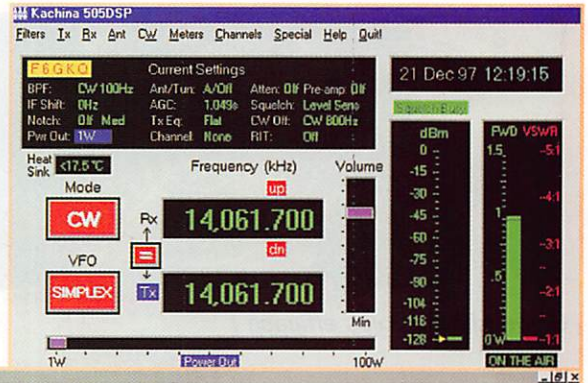 Kachina 505DSP
Filters Tx Rx Ant CW Meters Channels Special Help Quit!
F6GKO Current Settings
BPF: CW 100Hz Ant/Tun: A/Off Atten: Off Pre-amp: Off
IF Shift: 0Hz AGC: 1.049s Squelch: Level Sens
Notch: Off Med Tx Eq: Flat CW Off: CW 800Hz
Pwr Out: 1W Channel: None RIT: Off
21 Dec 97 12:19:15
Squelch Busy
Heat Sink <17.5°C
Frequency (kHz)
Volume
Mode
CW
up
Rx 14,061.700
=
dn
VFO
SIMPLEX
Tx 14,061.700
Min
1W Power Out 100W
dBm
0
-15
-30
-45
-60
-75
-90
-104
-116
-128
FWD VSWR
1.5 -5:1
-4:1
1
-3:1
.5
-2:1
0W -1:1
ON THE AIR